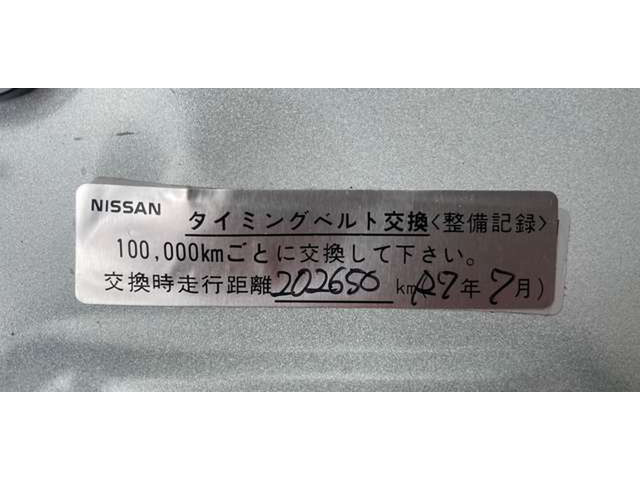 NISSAN タイミングベルト交換〈整備記録〉
100,000kmごとに交換して下さい。
交換時走行距離202650 km(R7年7月)